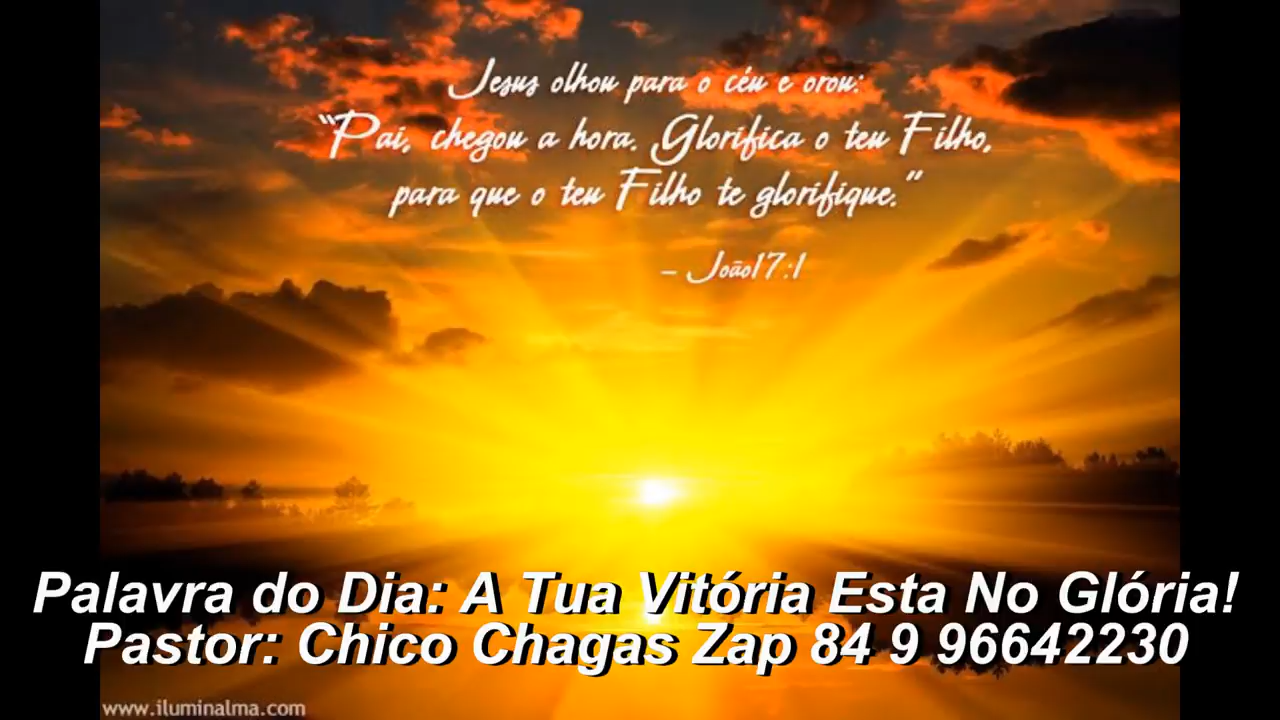 Jesus olhou para o céu e orou:
"Pai, chegou a hora. Glorifica o teu Filho,
para que o teu Filho te glorifique."
- João17:1
Palavra do Dia: A Tua Vitória Esta No Glória!
Pastor: Chico Chagas Zap 84 9 96642230
www.iluminalma.com